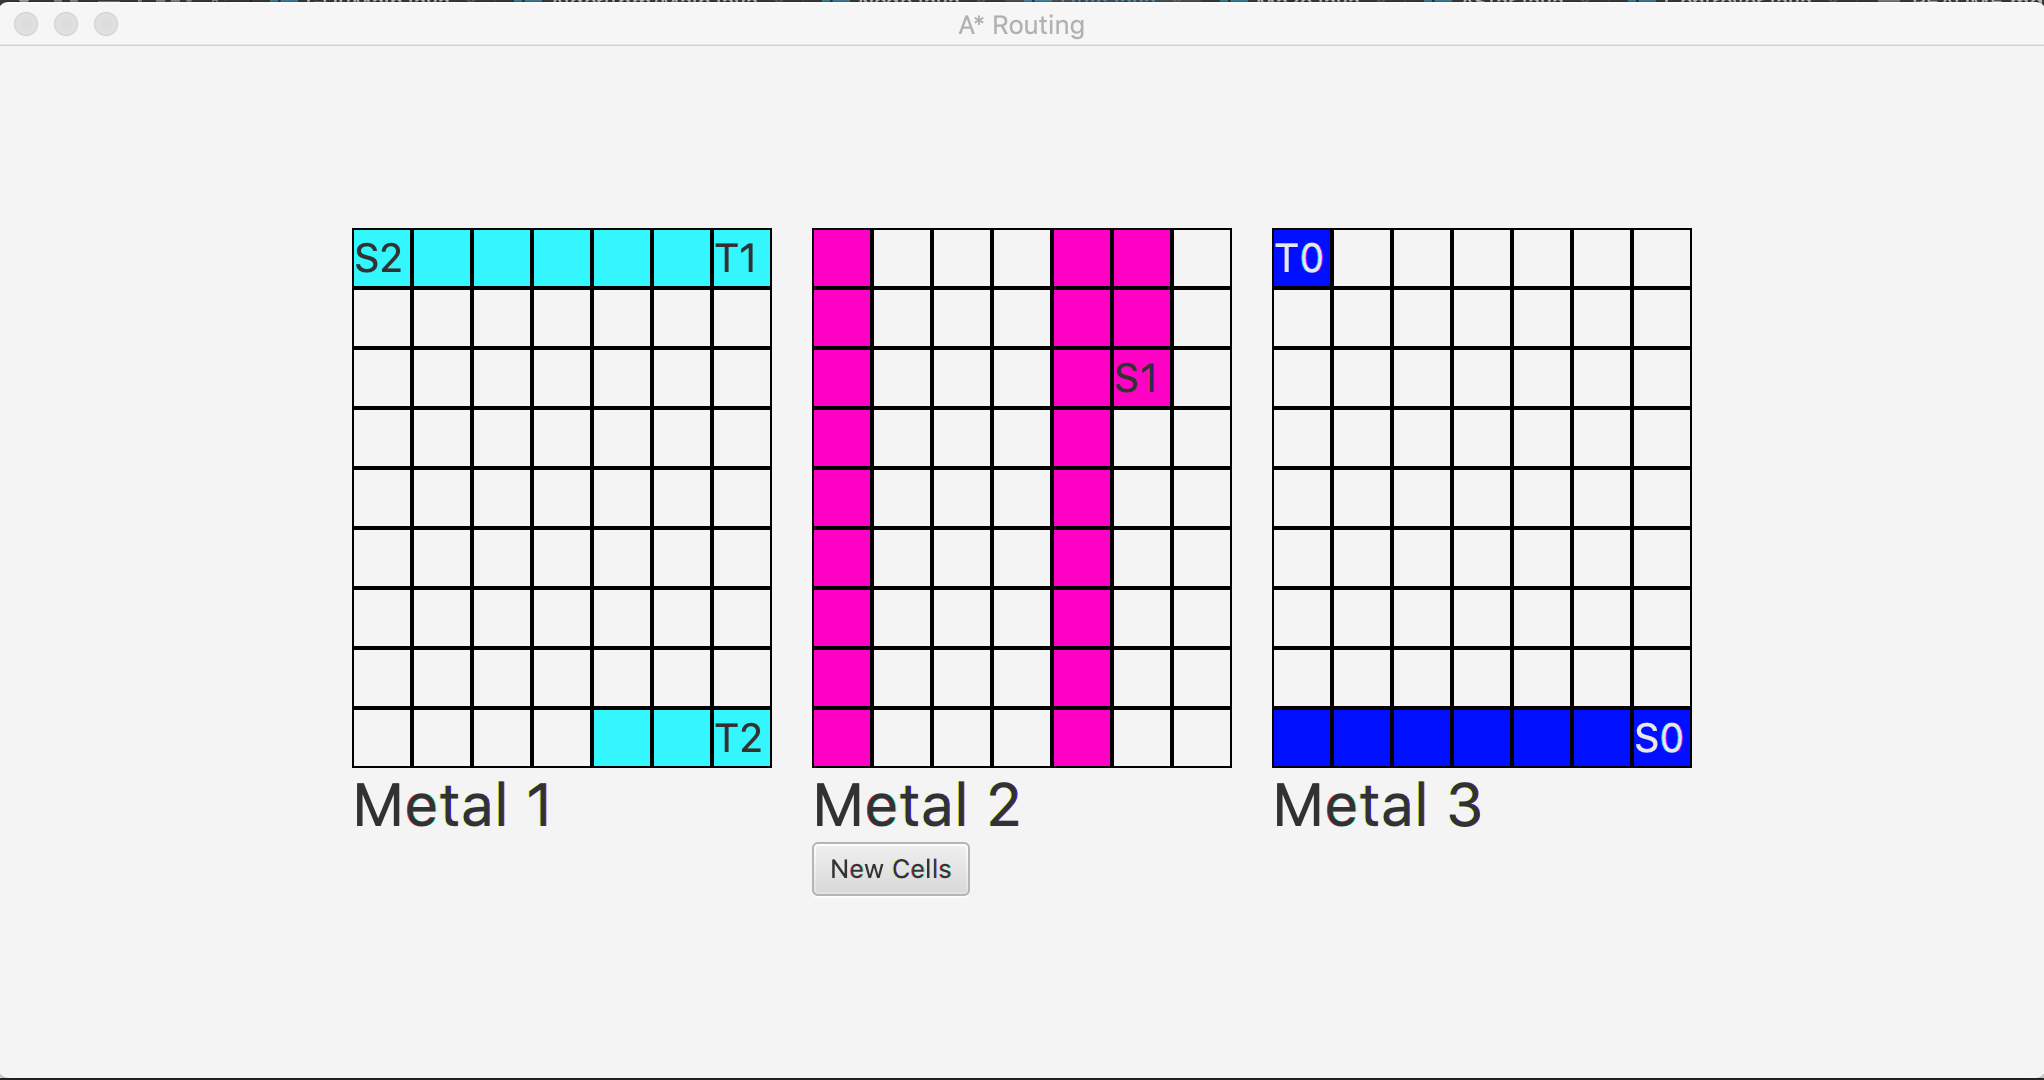 A* Routing
S2 T1 T0
S1
T2 S0
Metal 1 Metal 2 Metal 3
New Cells